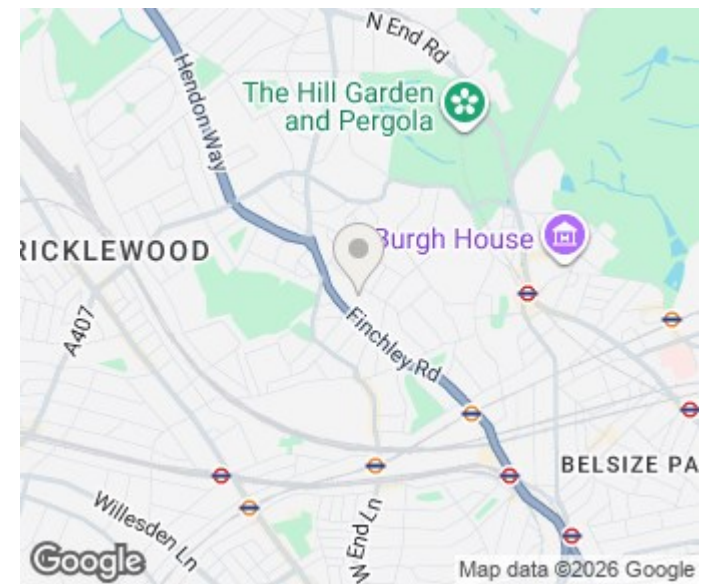 N End Rd
Hendon Way
The Hill Garden
and Pergola
RICKLEWOOD
Burgh House
A407
Finchley Rd
BELSIZE PA
Willesden Ln
W End Ln
Google
Map data ©2026 Google